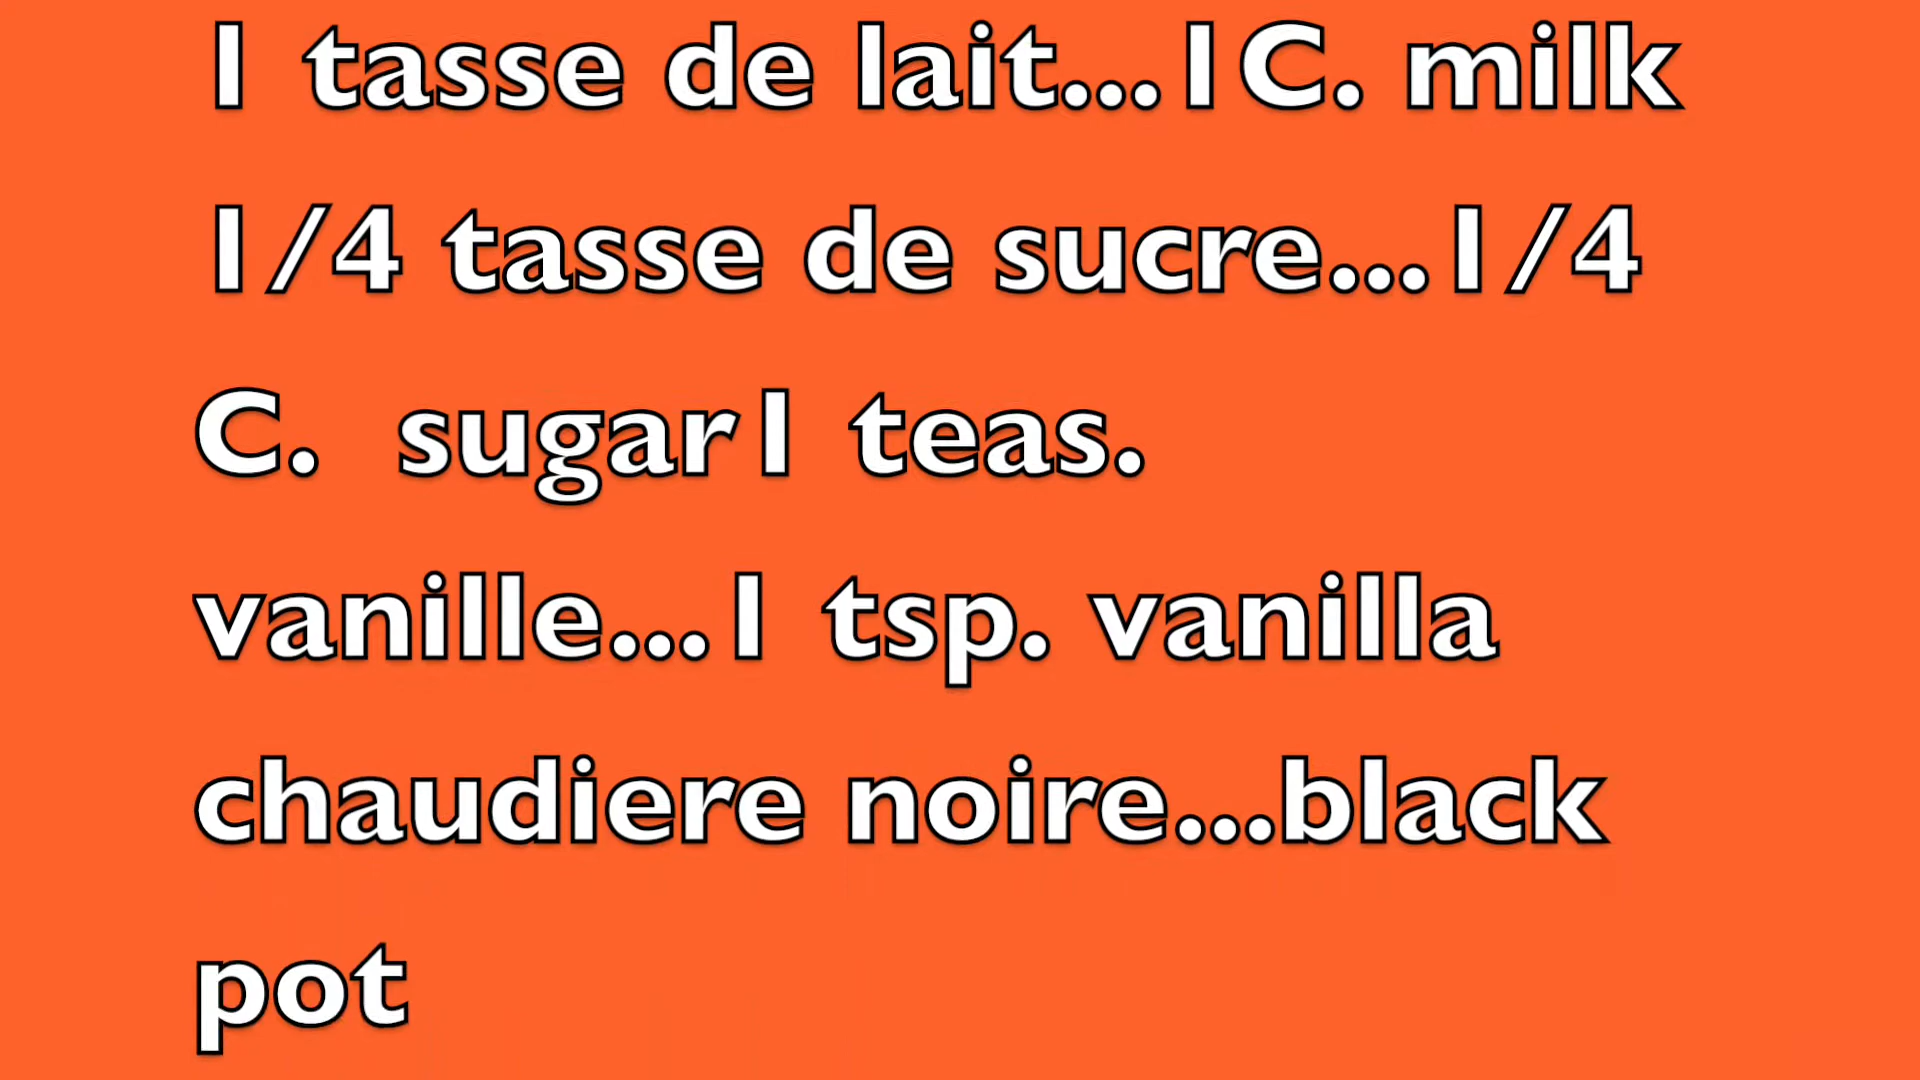 1 tasse de lait...1C. milk
1/4 tasse de sucre...1/4
C.  sugar1 teas.
vanille...1 tsp. vanilla
chaudiere noire...black
pot